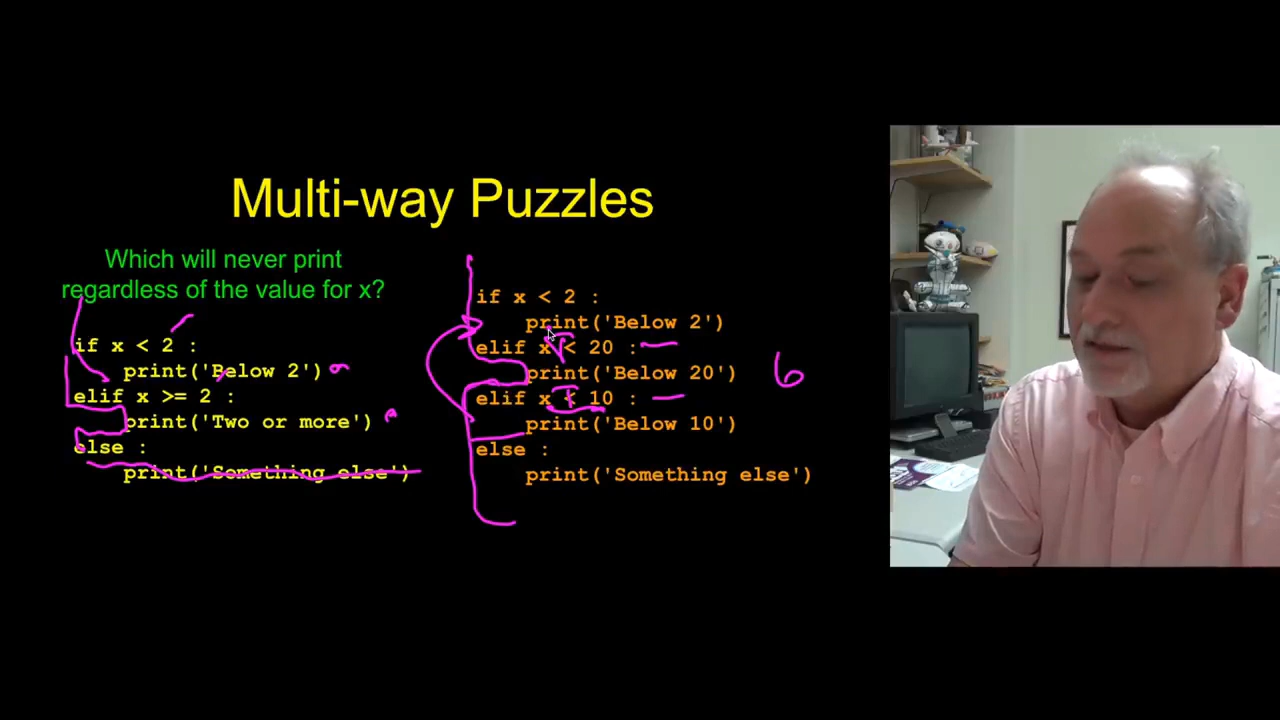 Multi-way Puzzles
Which will never print
regardless of the value for x?
if x < 2 :
    print('Below 2')
elif x >= 2 :
    print('Two or more')
else :
    print('Something else')
if x < 2 :
    print('Below 2')
elif x < 20 :
    print('Below 20')
elif x < 10 :
    print('Below 10')
else :
    print('Something else')
6